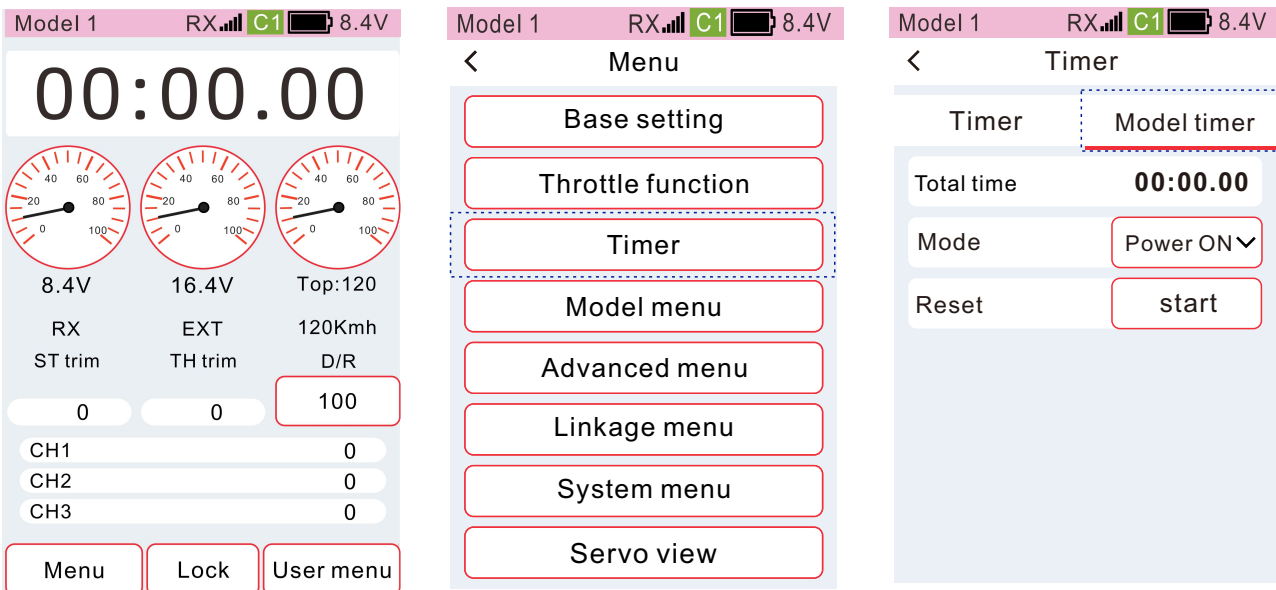 Model 1 RX C1 8.4V
00:00.00
40 60 40 60 40 60
20 80 20 80 20 80
0 100 0 100 0 100
8.4V 16.4V Top:120
RX EXT 120Kmh
ST trim TH trim D/R
0 0 100
CH1 0
CH2 0
CH3 0
Menu Lock User menu
Model 1 RX C1 8.4V
Menu
Base setting
Throttle function
Timer
Model menu
Advanced menu
Linkage menu
System menu
Servo view
Model 1 RX C1 8.4V
Timer
Timer Model timer
Total time 00:00.00
Mode Power ON
Reset start